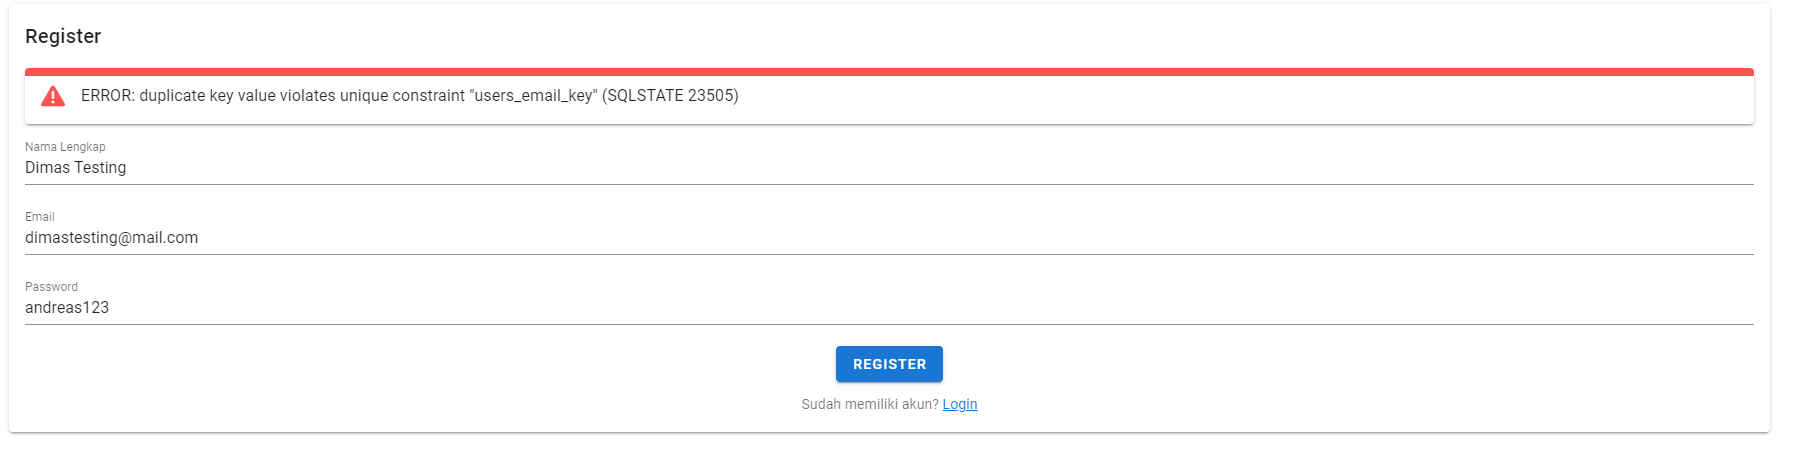 Register
ERROR: duplicate key value violates unique constraint "users_email_key" (SQLSTATE 23505)
Nama Lengkap
Dimas Testing
Email
dimastesting@mail.com
Password
andreas123
REGISTER
Sudah memiliki akun? Login